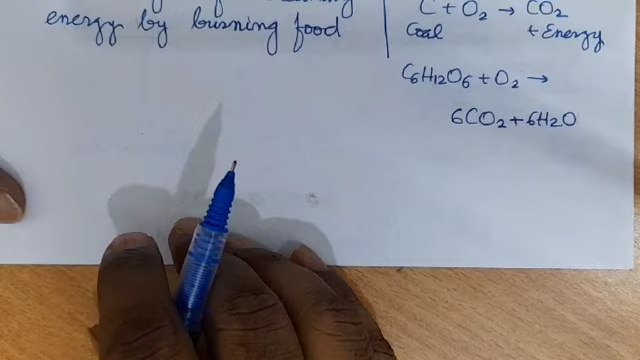 energy by burning food
C + O₂ → CO₂
Coal + Energy
C₆H₁₂O₆ + O₂ →
6CO₂ + 6H₂O